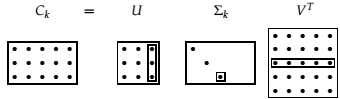 C_k = U Σ_k V^T